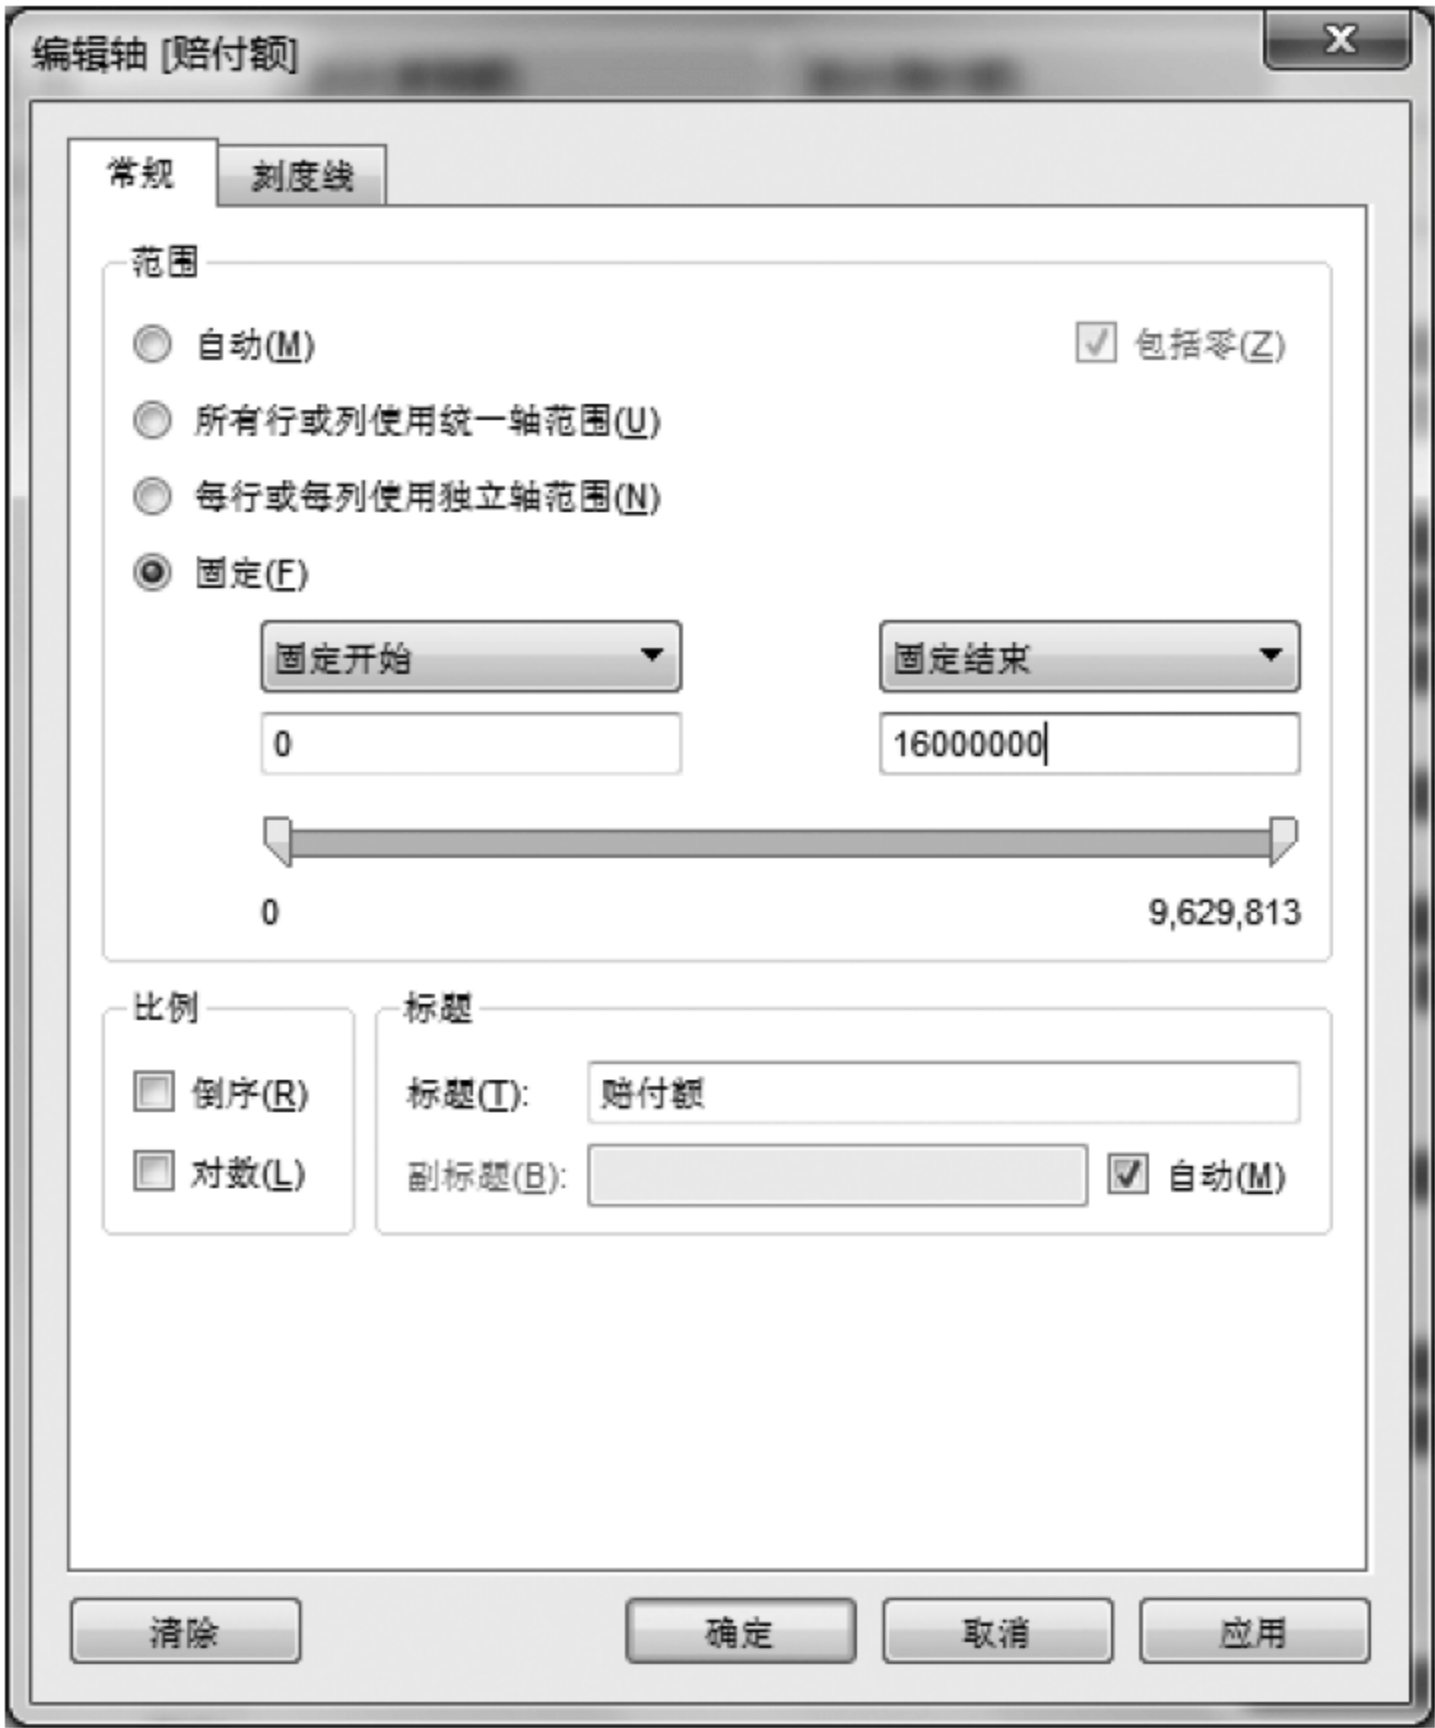 编辑轴 [赔付额]
常规 刻度线
范围
自动(M) 包括零(Z)
所有行或列使用统一轴范围(U)
每行或每列使用独立轴范围(N)
固定(F)
固定开始 固定结束
0 16000000
0 9,629,813
比例 标题
倒序(R) 标题(T): 赔付额
对数(L) 副标题(B): 自动(M)
清除 确定 取消 应用